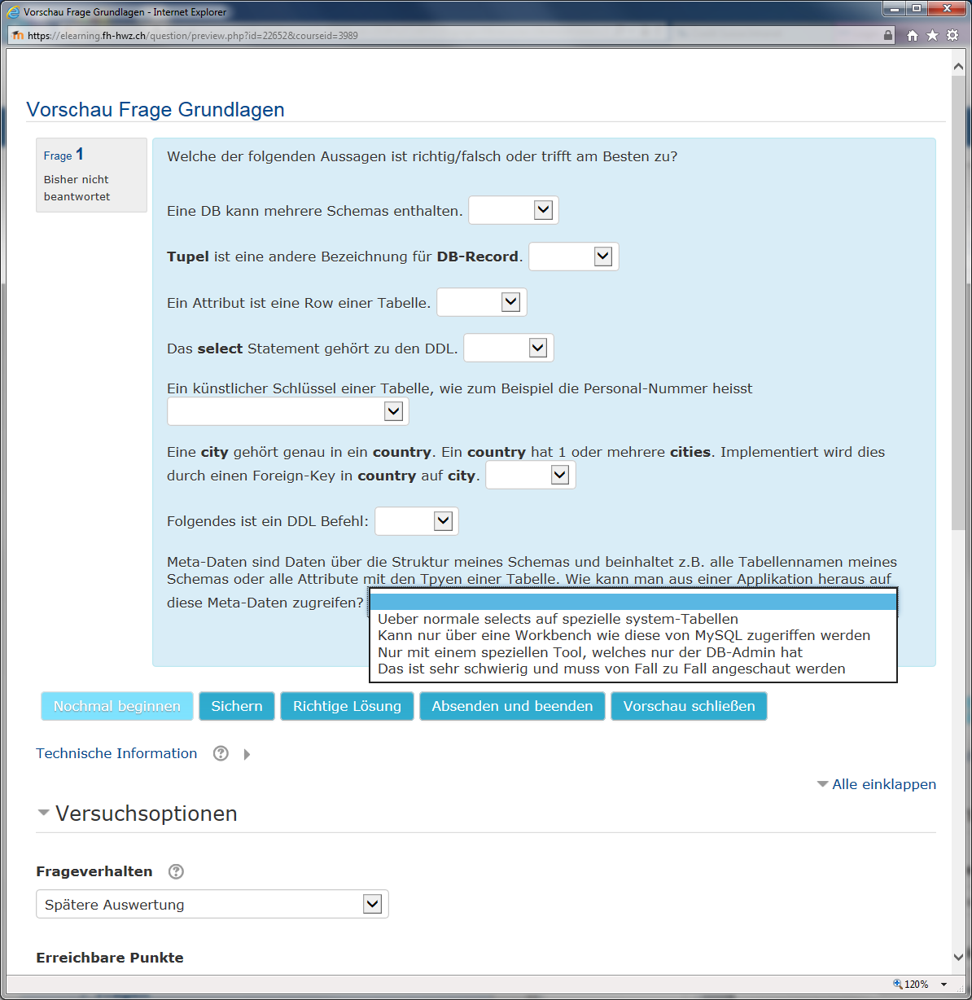 Vorschau Frage Grundlagen - Internet Explorer
https://elearning.fh-hwz.ch/question/preview.php?id=22652&courseid=3989
Vorschau Frage Grundlagen
Frage 1
Bisher nicht
beantwortet
Welche der folgenden Aussagen ist richtig/falsch oder trifft am Besten zu?
Eine DB kann mehrere Schemas enthalten.
Tupel ist eine andere Bezeichnung für DB-Record.
Ein Attribut ist eine Row einer Tabelle.
Das select Statement gehört zu den DDL.
Ein künstlicher Schlüssel einer Tabelle, wie zum Beispiel die Personal-Nummer heisst
Eine city gehört genau in ein country. Ein country hat 1 oder mehrere cities. Implementiert wird dies
durch einen Foreign-Key in country auf city.
Folgendes ist ein DDL Befehl:
Meta-Daten sind Daten über die Struktur meines Schemas und beinhaltet z.B. alle Tabellennamen meines
Schemas oder alle Attribute mit den Tpyen einer Tabelle. Wie kann man aus einer Applikation heraus auf
diese Meta-Daten zugreifen?
Ueber normale selects auf spezielle system-Tabellen
Kann nur über eine Workbench wie diese von MySQL zugeriffen werden
Nur mit einem speziellen Tool, welches nur der DB-Admin hat
Das ist sehr schwierig und muss von Fall zu Fall angeschaut werden
Nochmal beginnen Sichern Richtige Lösung Absenden und beenden Vorschau schließen
Technische Information
Alle einklappen
Versuchsoptionen
Frageverhalten
Spätere Auswertung
Erreichbare Punkte
120%